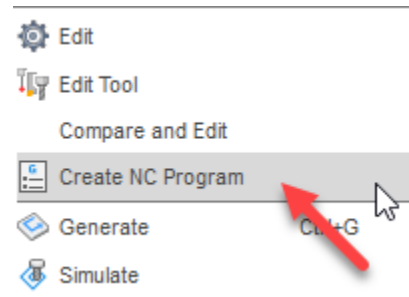 Edit
Edit Tool
Compare and Edit
G
Create NC Program
Generate
Simulate